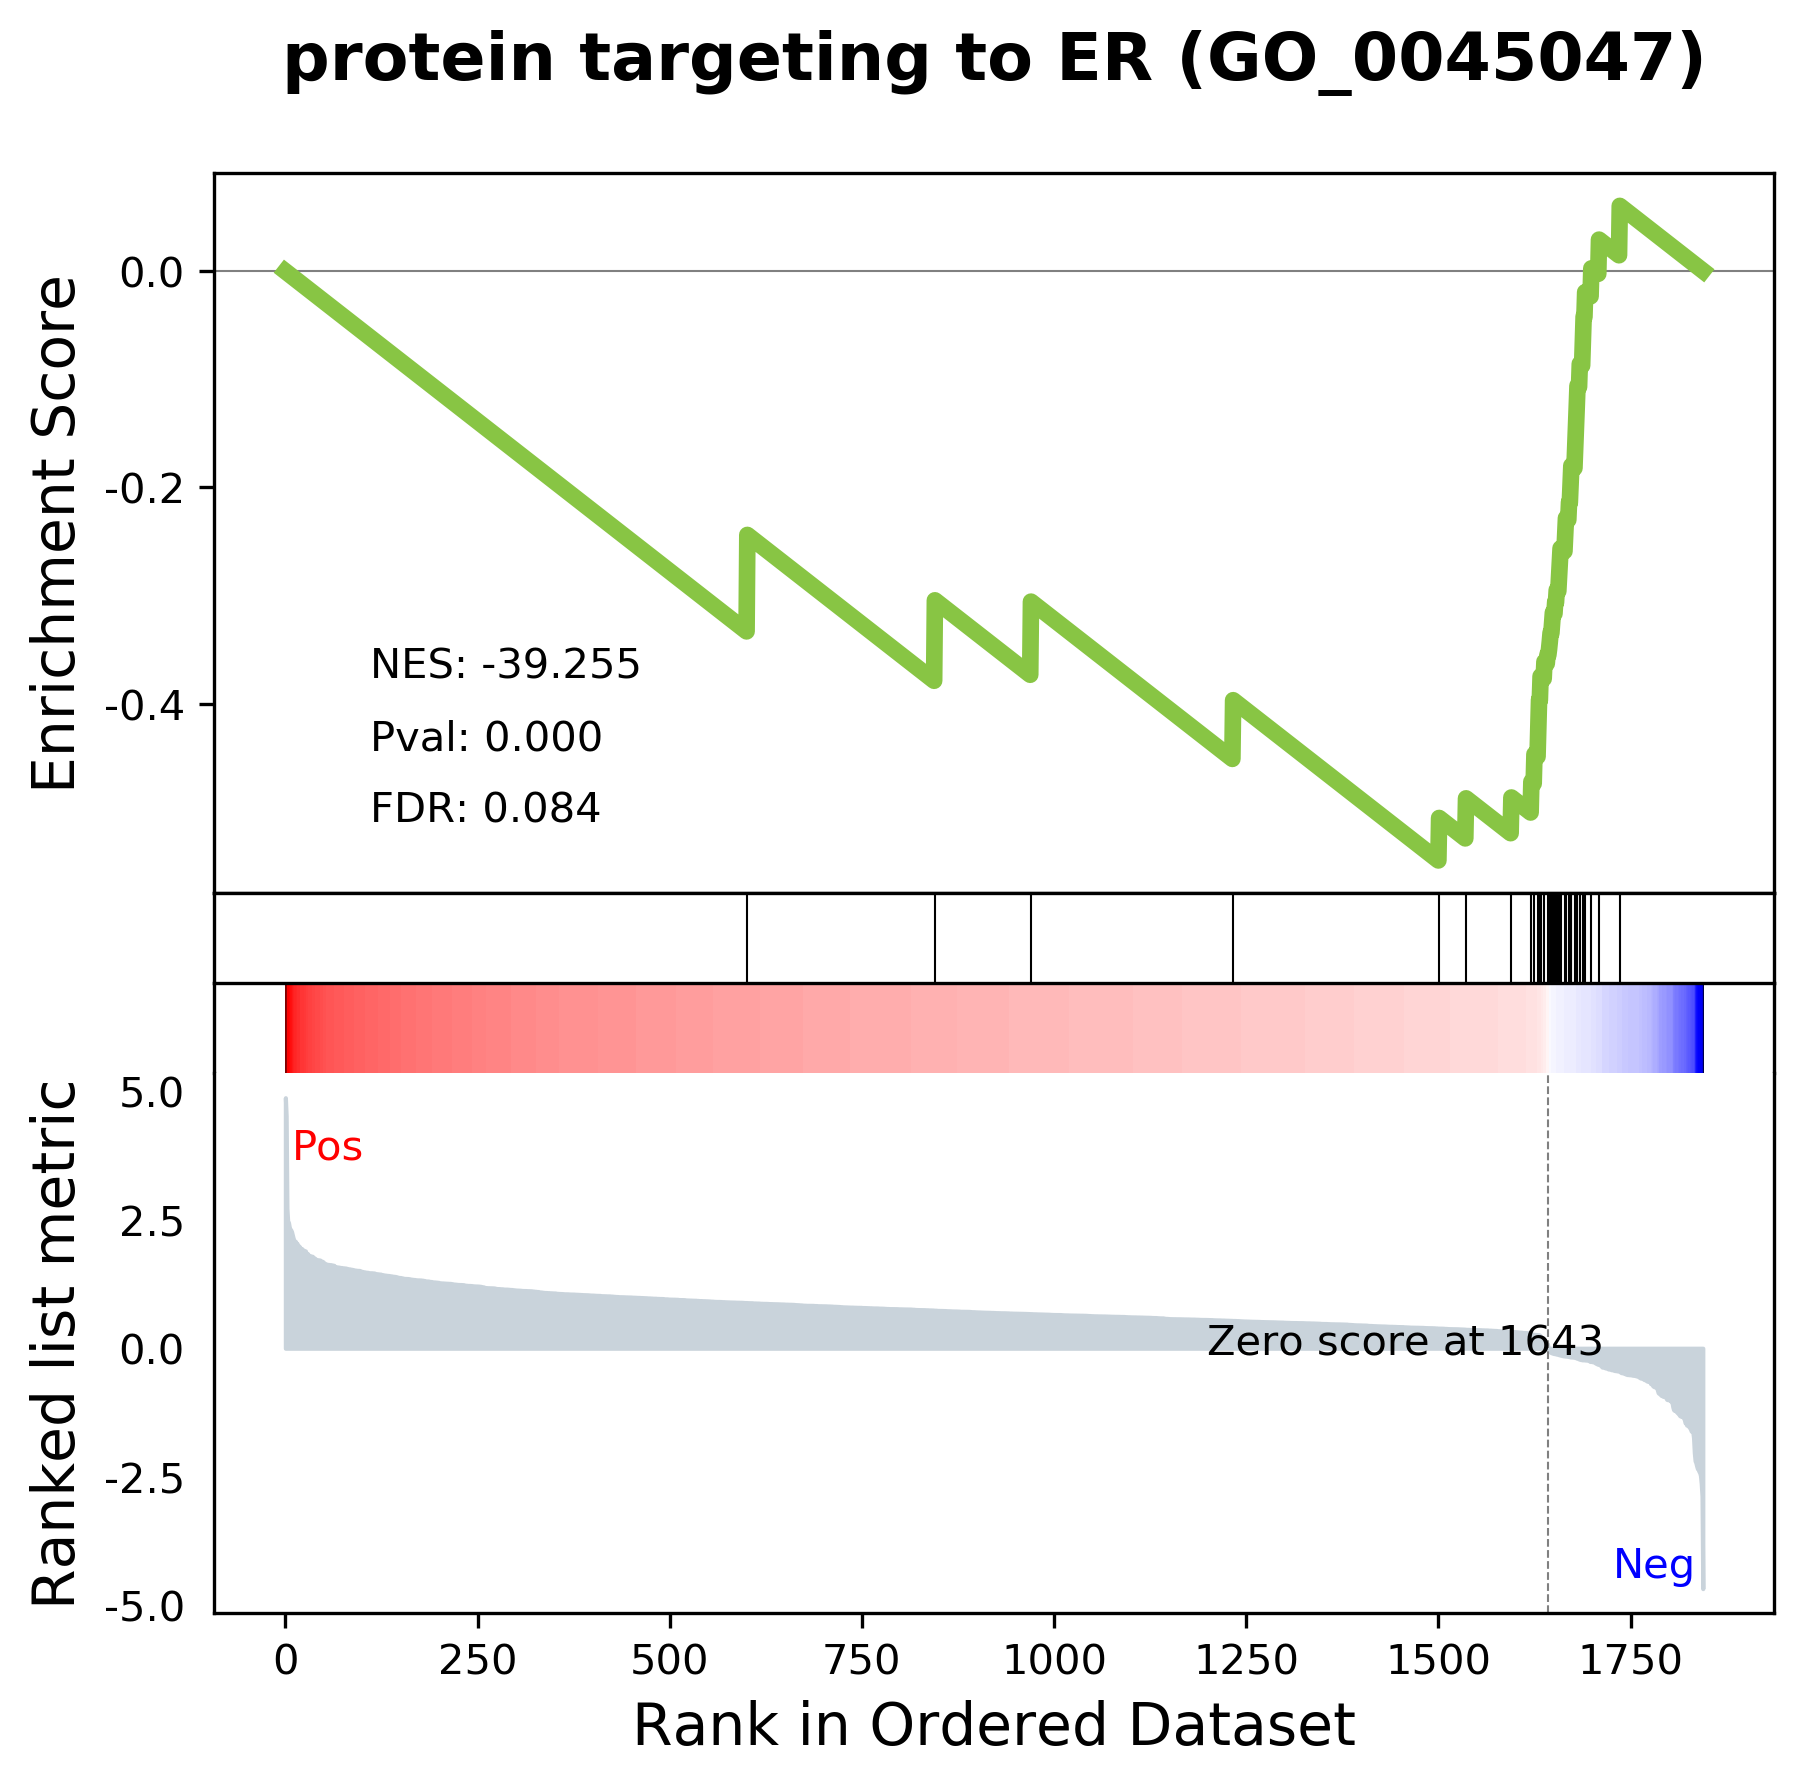 protein targeting to ER (GO_0045047)
Enrichment Score
0.0
-0.2
-0.4
NES: -39.255
Pval: 0.000
FDR: 0.084
Ranked list metric
5.0
2.5
0.0
-2.5
-5.0
Pos
Zero score at 1643
Neg
0 250 500 750 1000 1250 1500 1750
Rank in Ordered Dataset